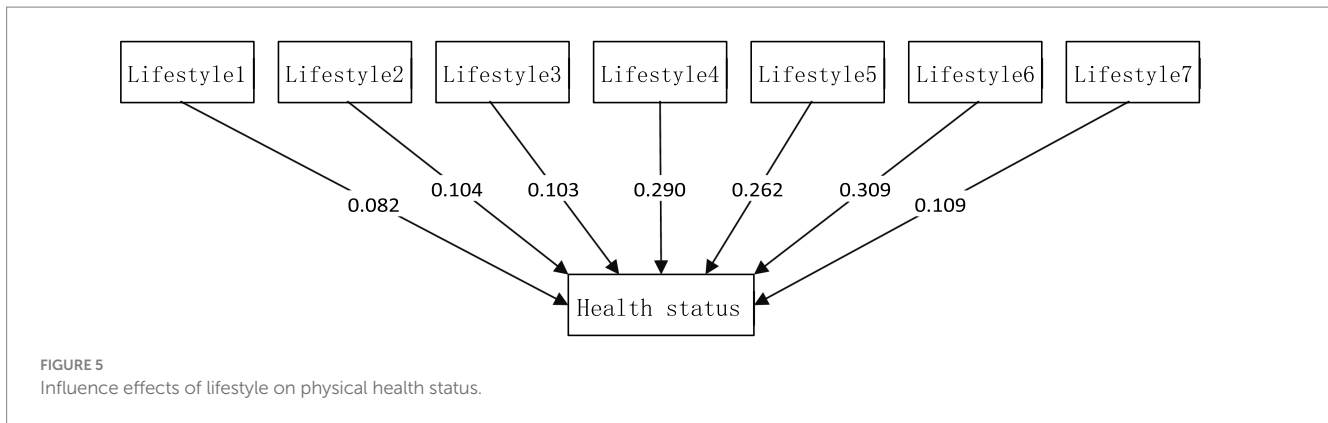 Lifestyle1
Lifestyle2
Lifestyle3
Lifestyle4
Lifestyle5
Lifestyle6
Lifestyle7
0.082
0.104
0.103
0.290
0.262
0.309
0.109
Health status
FIGURE 5
Influence effects of lifestyle on physical health status.